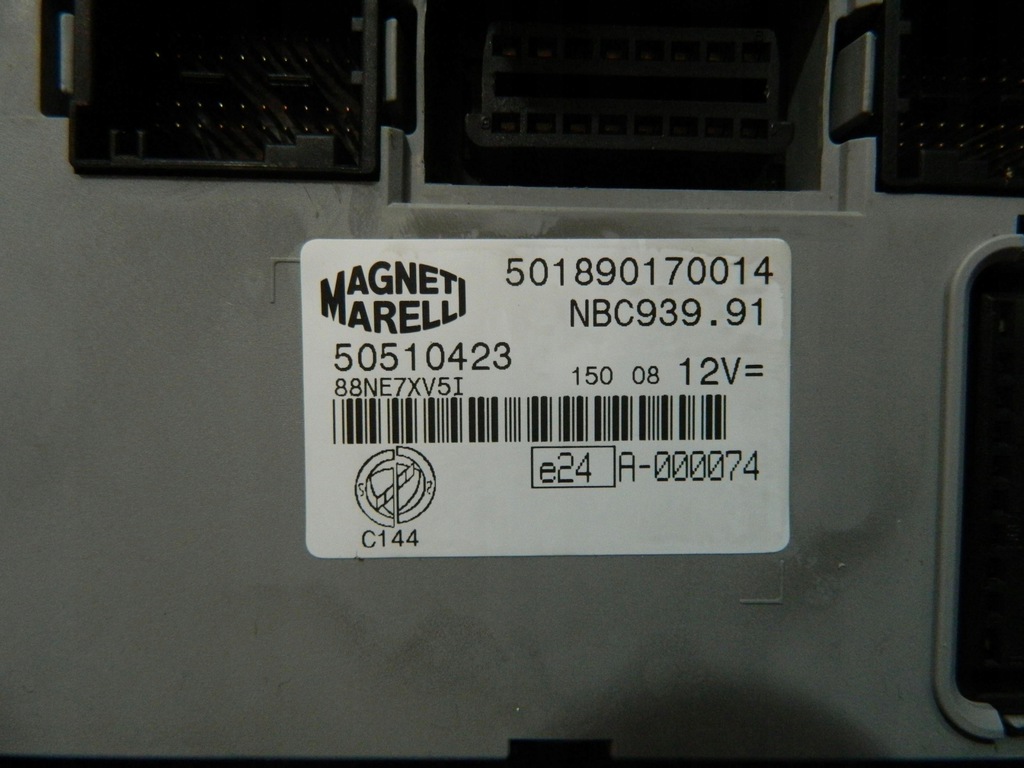 MAGNETI
MARELLI
501890170014
NBC939.91
50510423
88NE7XV5I
150 08 12V=
e24 A-000074
C144